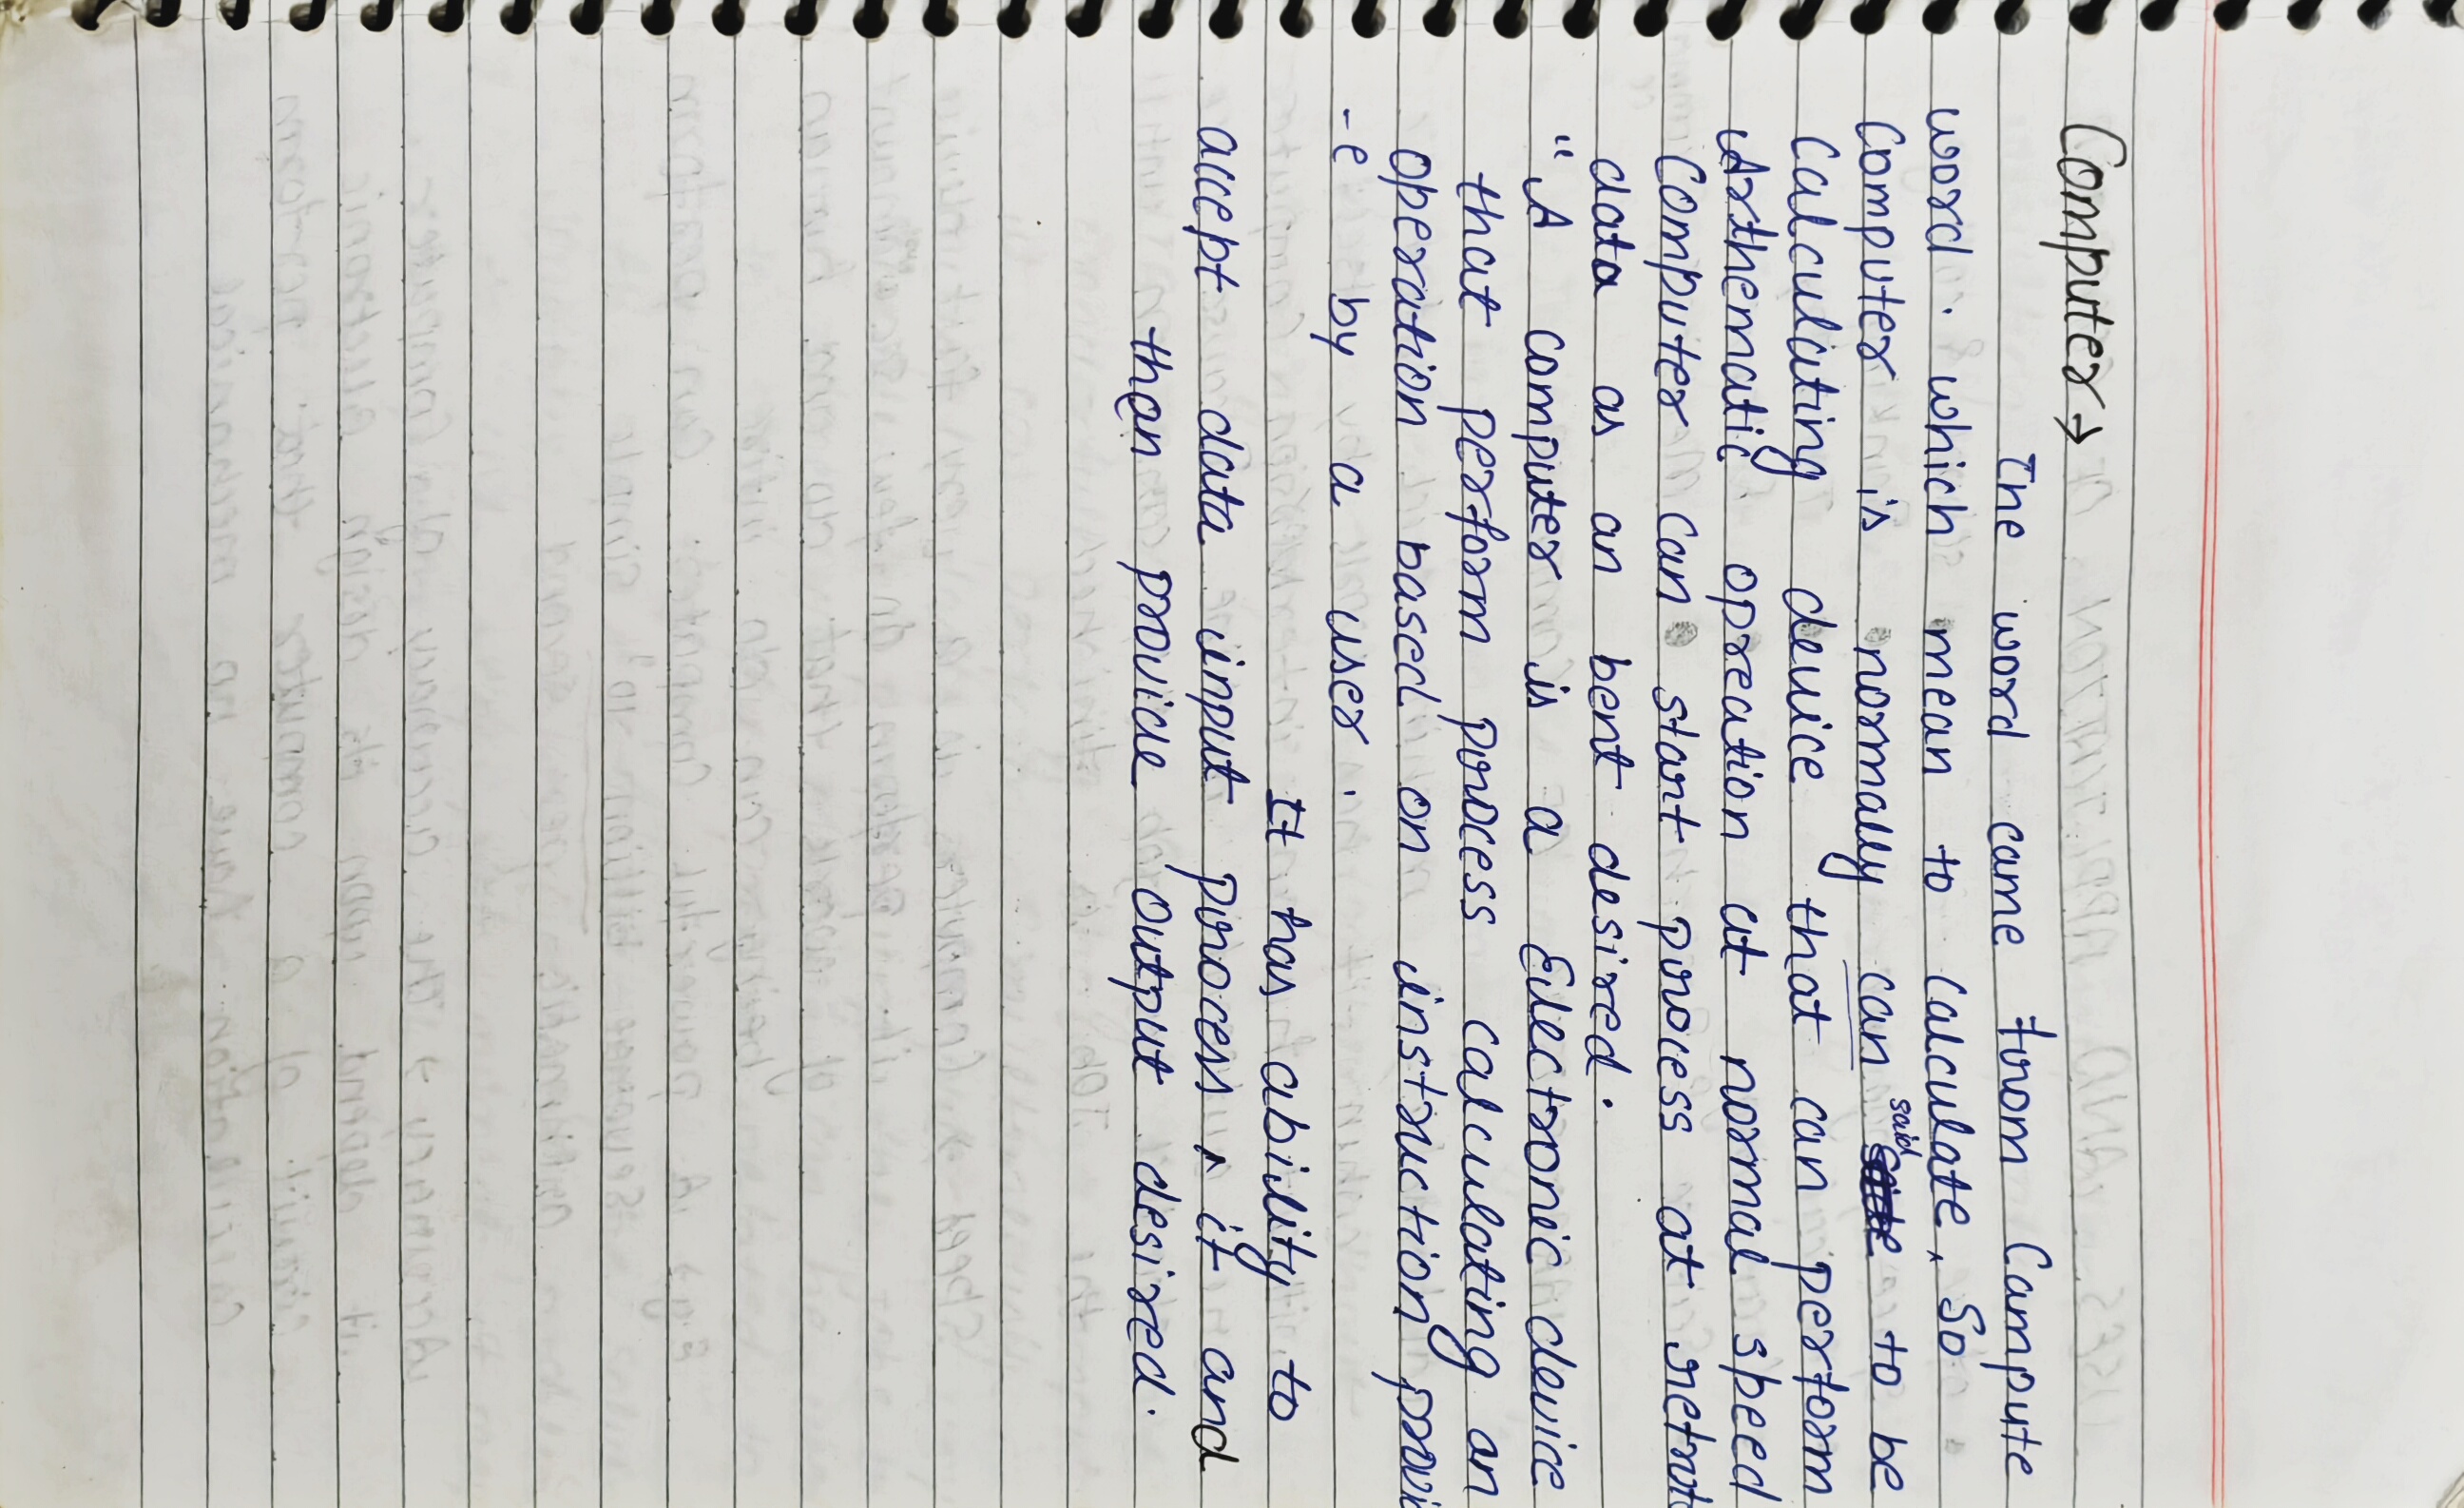 Computer →
The word came from Campute
word. which mean to calculate, So
Computer is normally can said to be
Calculating device that can perform
Arthematic opreation at normal speed
Computer can start process at
data as an bent desired.
"A computer is a Electronic device
that perform process calculating an
operation based on instruction provi
-e by a user.
It has ability to
accept data input process, it and
then provide output desired.